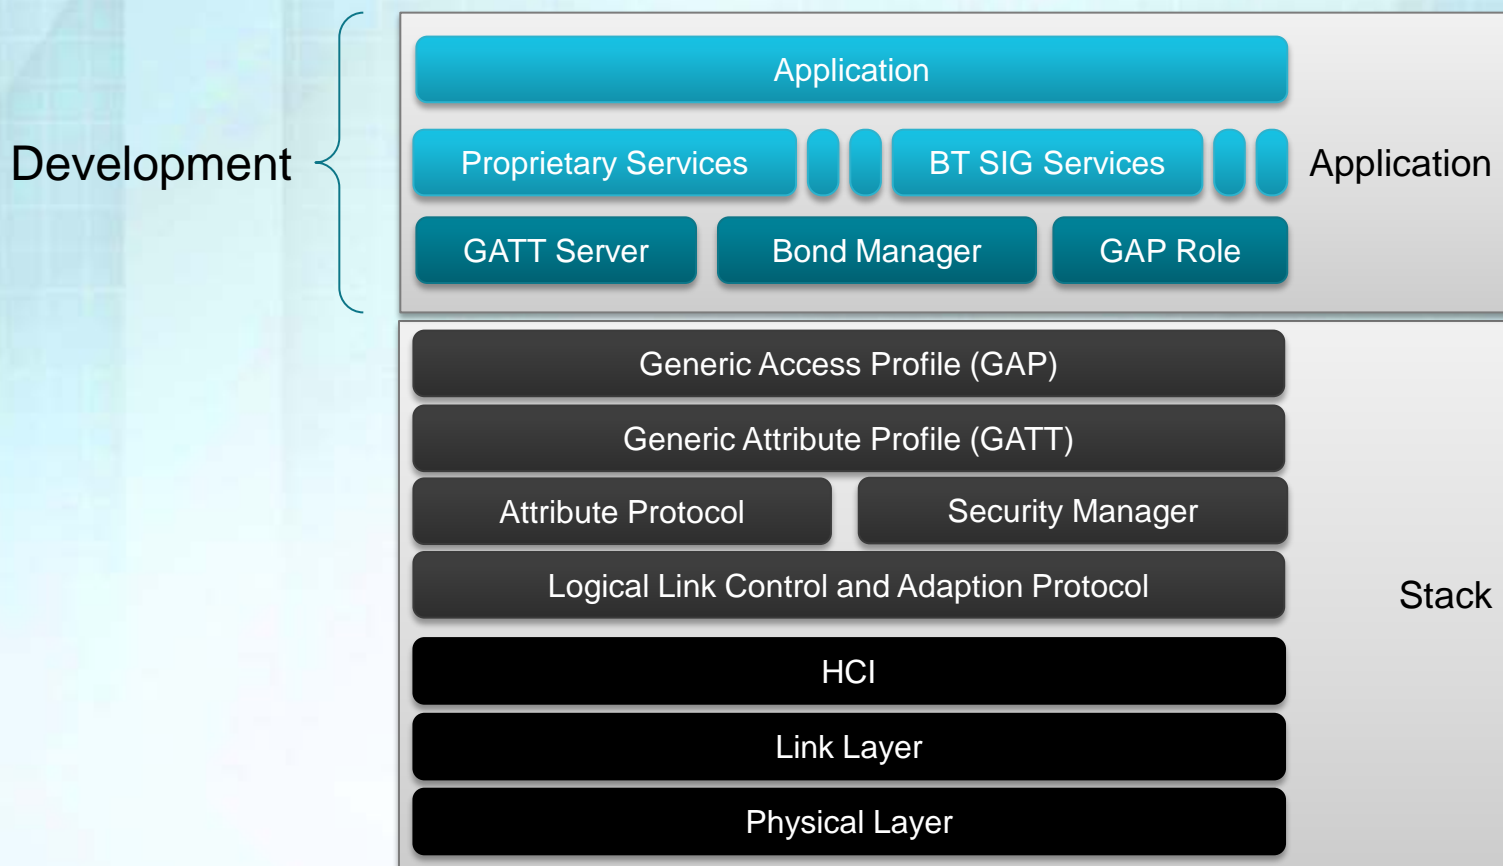 Development
Application
Proprietary Services
BT SIG Services
Application
GATT Server
Bond Manager
GAP Role
Generic Access Profile (GAP)
Generic Attribute Profile (GATT)
Attribute Protocol
Security Manager
Logical Link Control and Adaption Protocol
Stack
HCI
Link Layer
Physical Layer